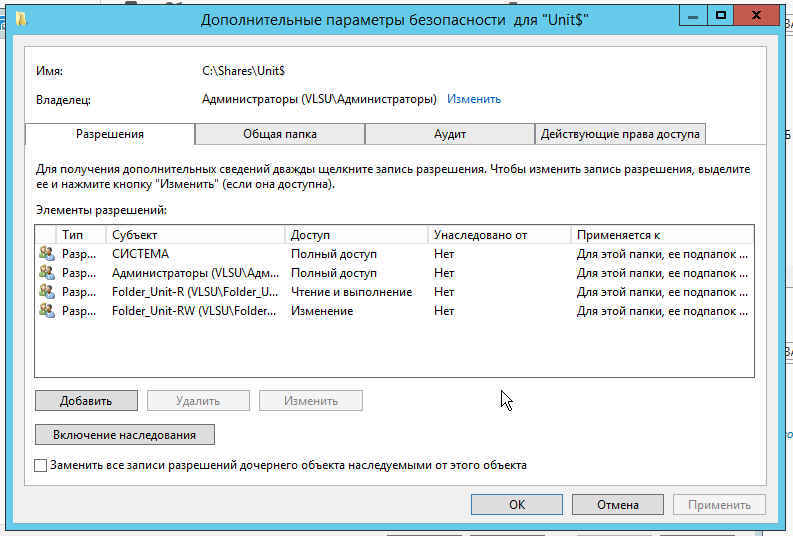 Дополнительные параметры безопасности для "Unit$"
Имя: C:\Shares\Unit$
Владелец: Администраторы (VLSU\Администраторы) Изменить
Разрешения Общая папка Аудит Действующие права доступа
Для получения дополнительных сведений дважды щелкните запись разрешения. Чтобы изменить запись разрешения, выделите
ее и нажмите кнопку "Изменить" (если она доступна).
Элементы разрешений:
Тип Субъект Доступ Унаследовано от Применяется к
Разр... СИСТЕМА Полный доступ Нет Для этой папки, ее подпапок ...
Разр... Администраторы (VLSU\Адм... Полный доступ Нет Для этой папки, ее подпапок ...
Разр... Folder_Unit-R (VLSU\Folder_U... Чтение и выполнение Нет Для этой папки, ее подпапок ...
Разр... Folder_Unit-RW (VLSU\Folder... Изменение Нет Для этой папки, ее подпапок ...
Добавить Удалить Изменить
Включение наследования
Заменить все записи разрешений дочернего объекта наследуемыми от этого объекта
OK Отмена Применить